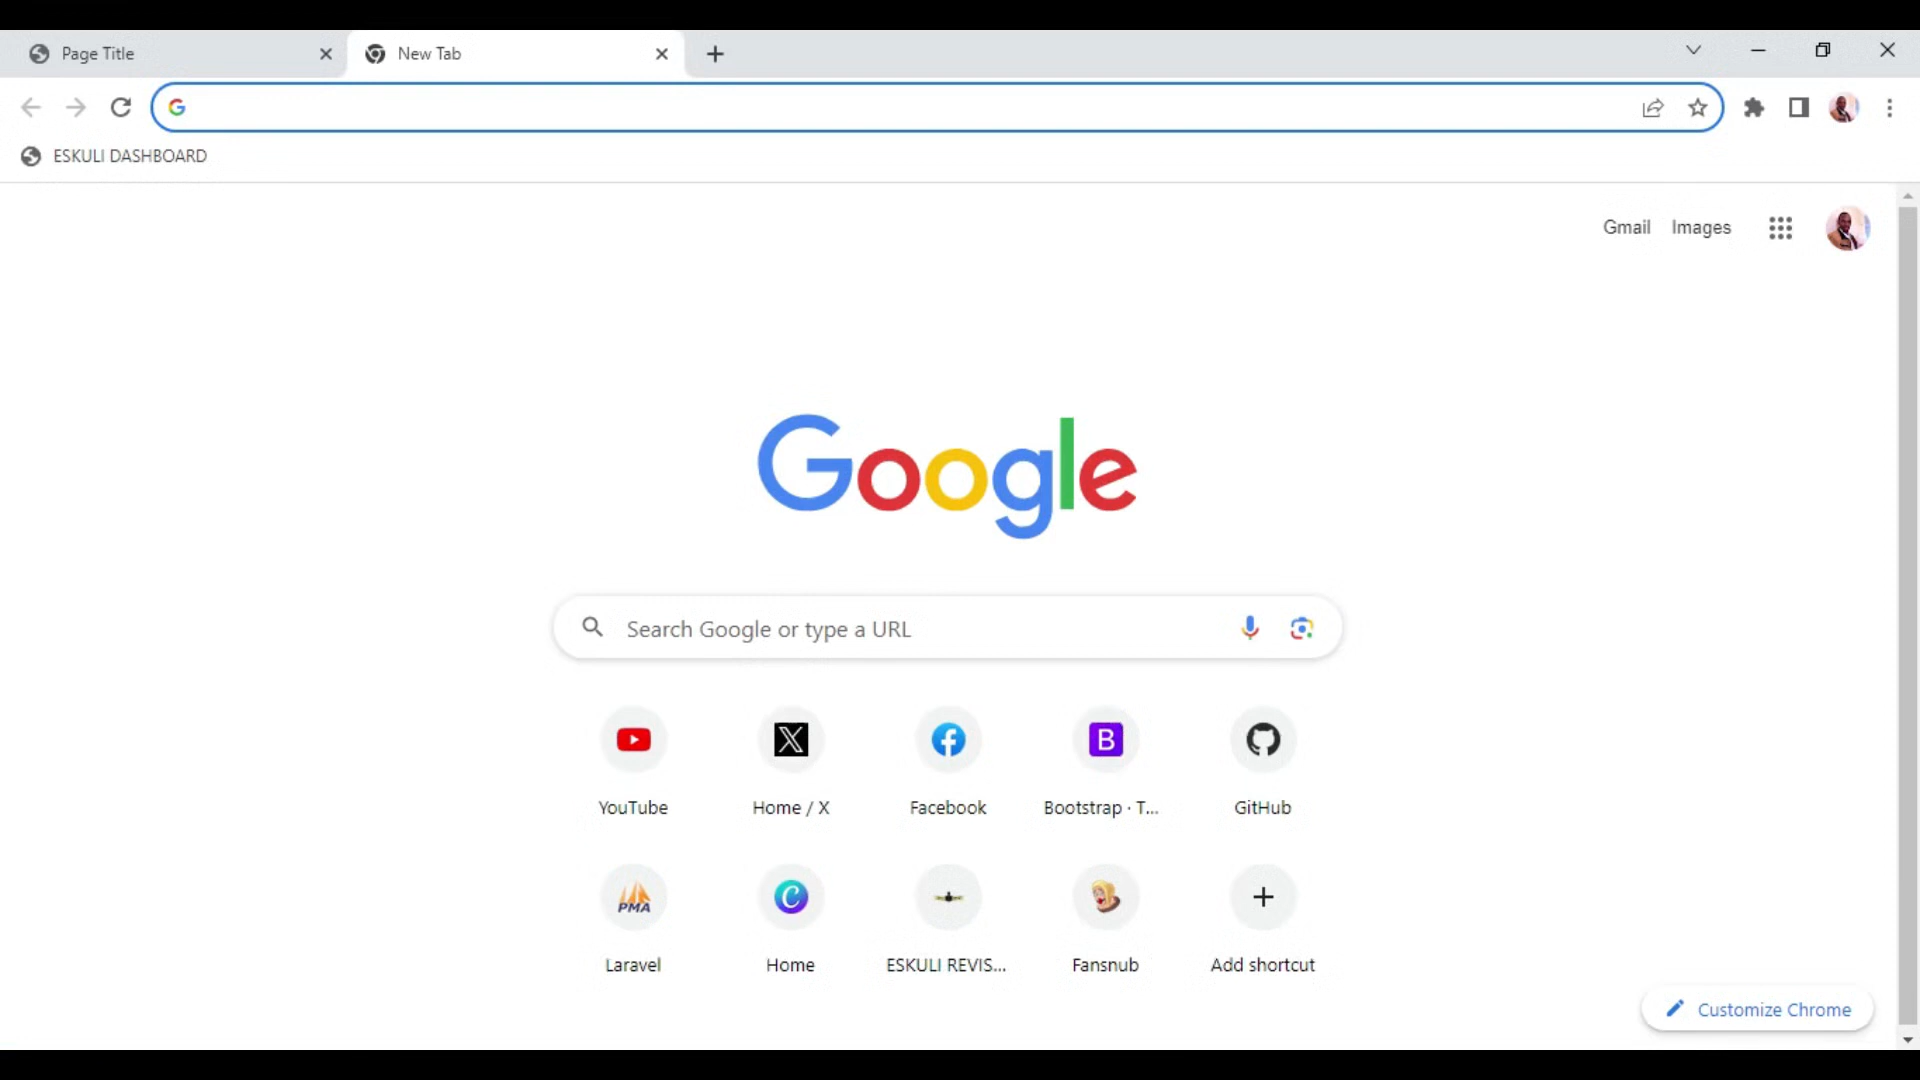 Page Title
New Tab
ESKULI DASHBOARD
Gmail Images
Google
Search Google or type a URL
YouTube Home / X Facebook Bootstrap · T... GitHub
PMA
Laravel Home ESKULI REVIS... Fansnub Add shortcut
Customize Chrome